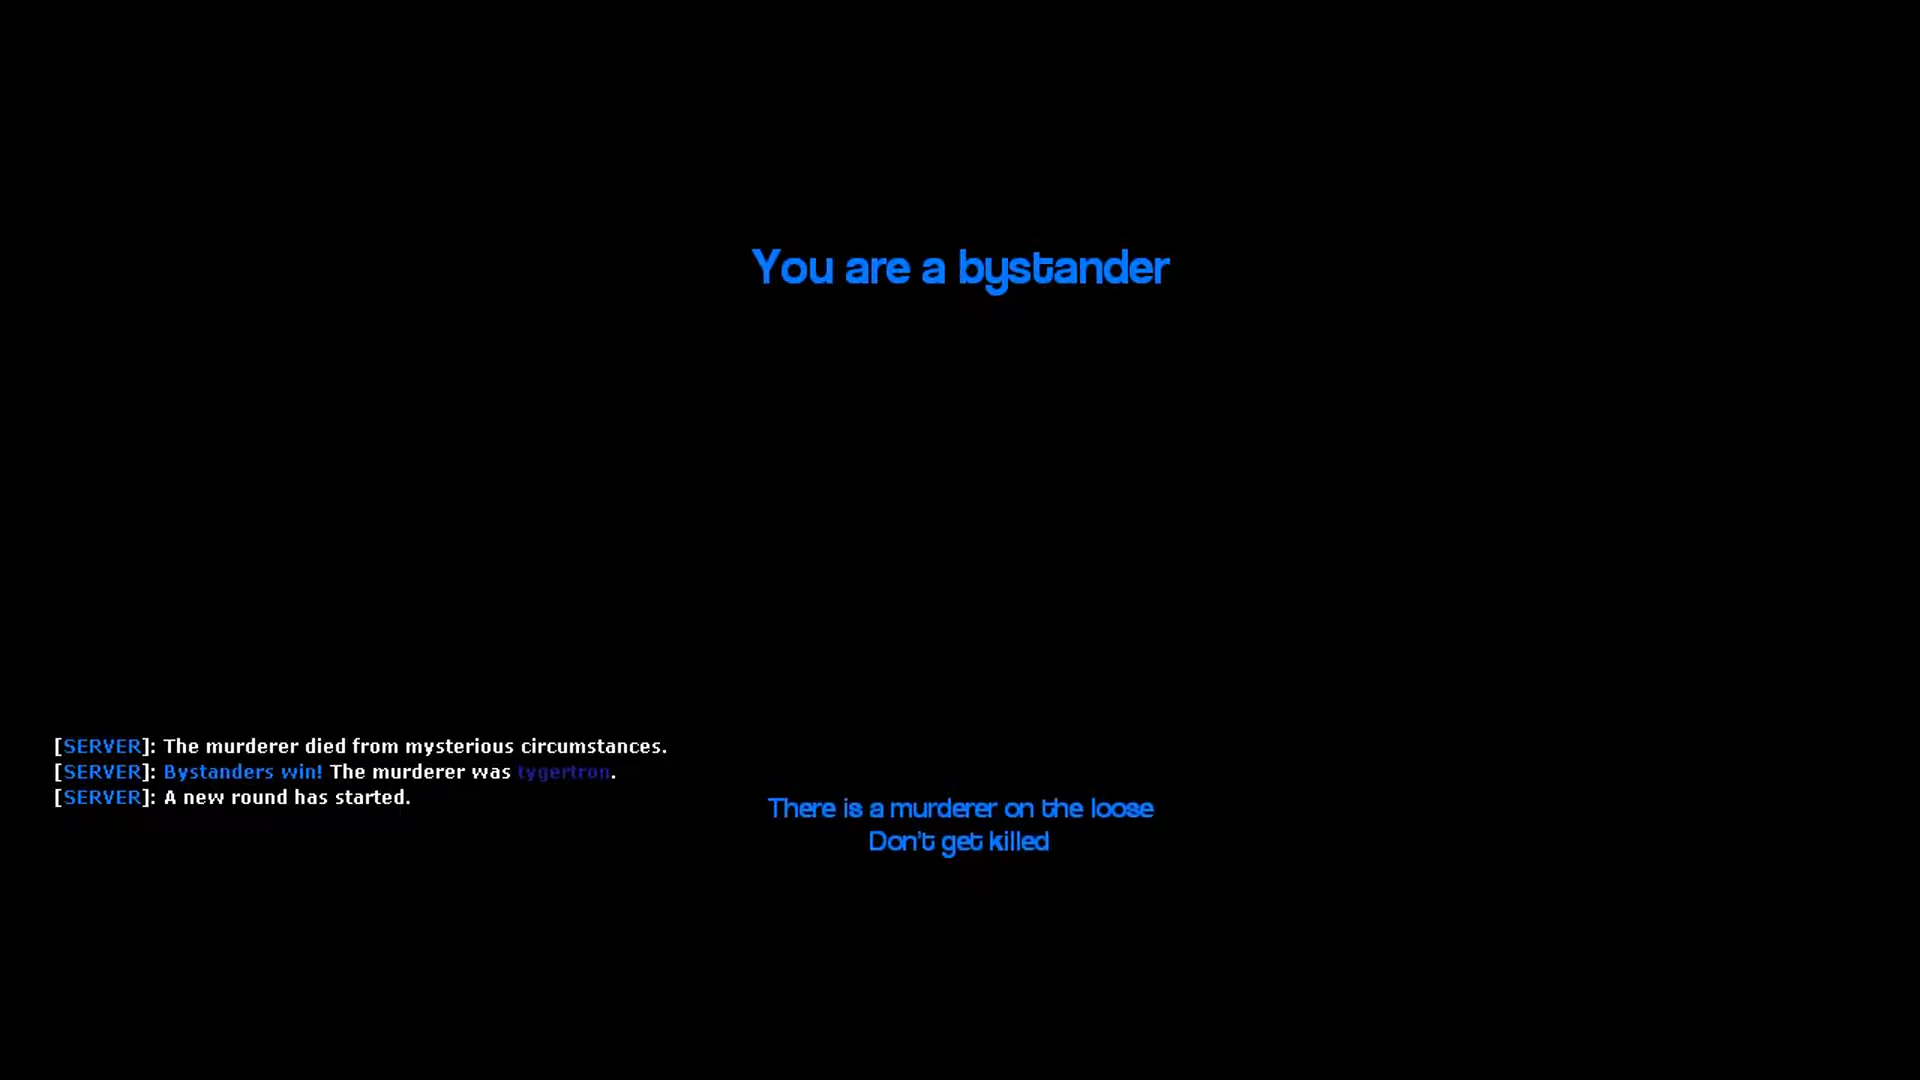 You are a bystander
[SERVER]: The murderer died from mysterious circumstances.
[SERVER]: Bystanders win! The murderer was tygertron.
[SERVER]: A new round has started.
There is a murderer on the loose
Don't get killed